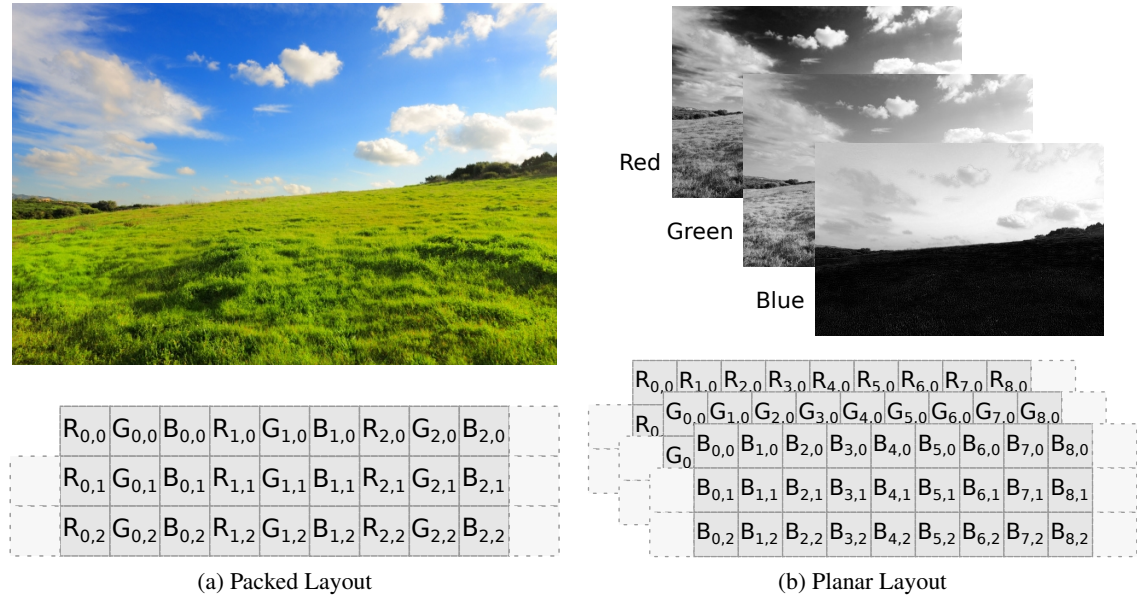 Red
Green
Blue
R0,0 G0,0 B0,0 R1,0 G1,0 B1,0 R2,0 G2,0 B2,0
R0,1 G0,1 B0,1 R1,1 G1,1 B1,1 R2,1 G2,1 B2,1
R0,2 G0,2 B0,2 R1,2 G1,2 B1,2 R2,2 G2,2 B2,2
(a) Packed Layout
R0,0 R1,0 R2,0 R3,0 R4,0 R5,0 R6,0 R7,0 R8,0
R0
G0,0 G1,0 G2,0 G3,0 G4,0 G5,0 G6,0 G7,0 G8,0
G0
B0,0 B1,0 B2,0 B3,0 B4,0 B5,0 B6,0 B7,0 B8,0
B0,1 B1,1 B2,1 B3,1 B4,1 B5,1 B6,1 B7,1 B8,1
B0,2 B1,2 B2,2 B3,2 B4,2 B5,2 B6,2 B7,2 B8,2
(b) Planar Layout